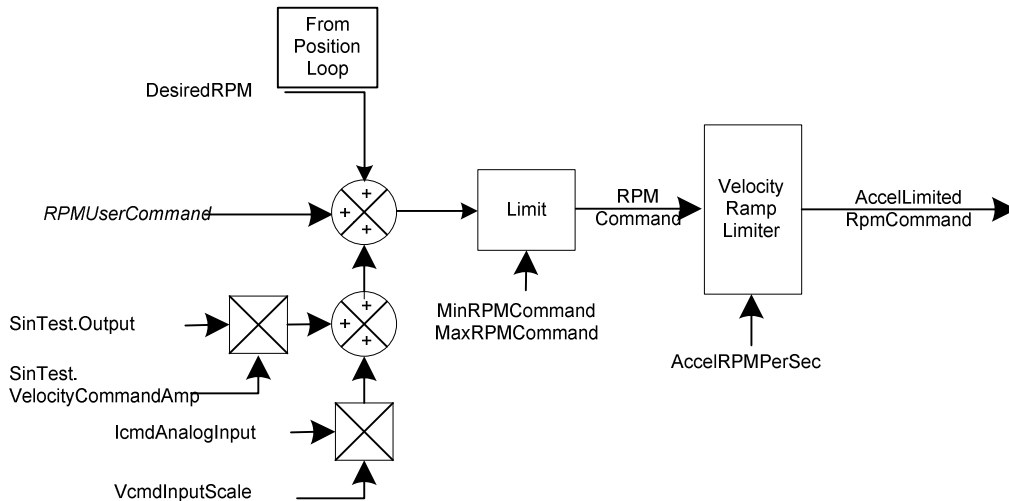 From
Position
Loop
DesiredRPM
RPMUserCommand
+
+
+
Limit
RPM
Command
Velocity
Ramp
Limiter
AccelLimited
RpmCommand
SinTest.Output
+
+
+
MinRPMCommand
MaxRPMCommand
AccelRPMPerSec
SinTest.
VelocityCommandAmp
IcmdAnalogInput
VcmdInputScale